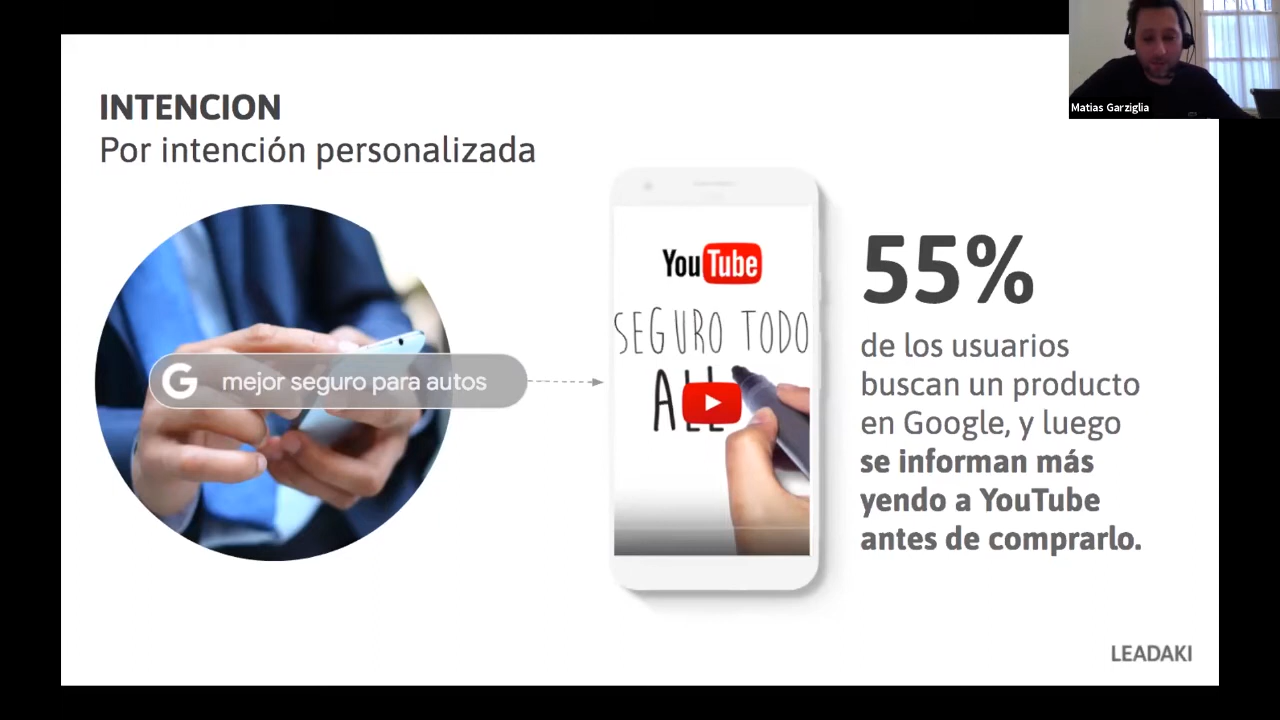 Matias Garziglia
INTENCION
Por intención personalizada
G mejor seguro para autos
YouTube
SEGURO TODO
ALL
55%
de los usuarios
buscan un producto
en Google, y luego
se informan más
yendo a YouTube
antes de comprarlo.
LEADAKI